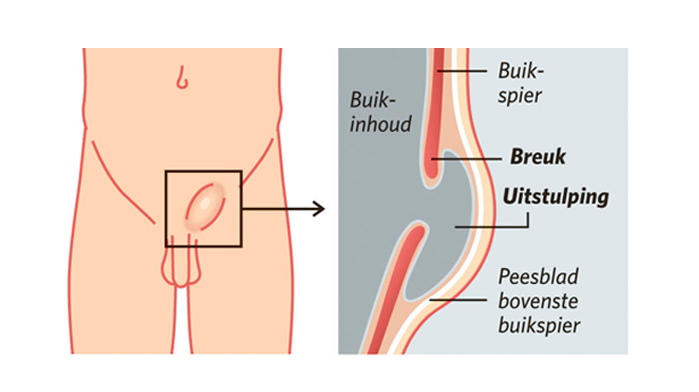 Buik-
inhoud
Buik-
spier
Breuk
Uitstulping
Peesblad
bovenste
buikspier